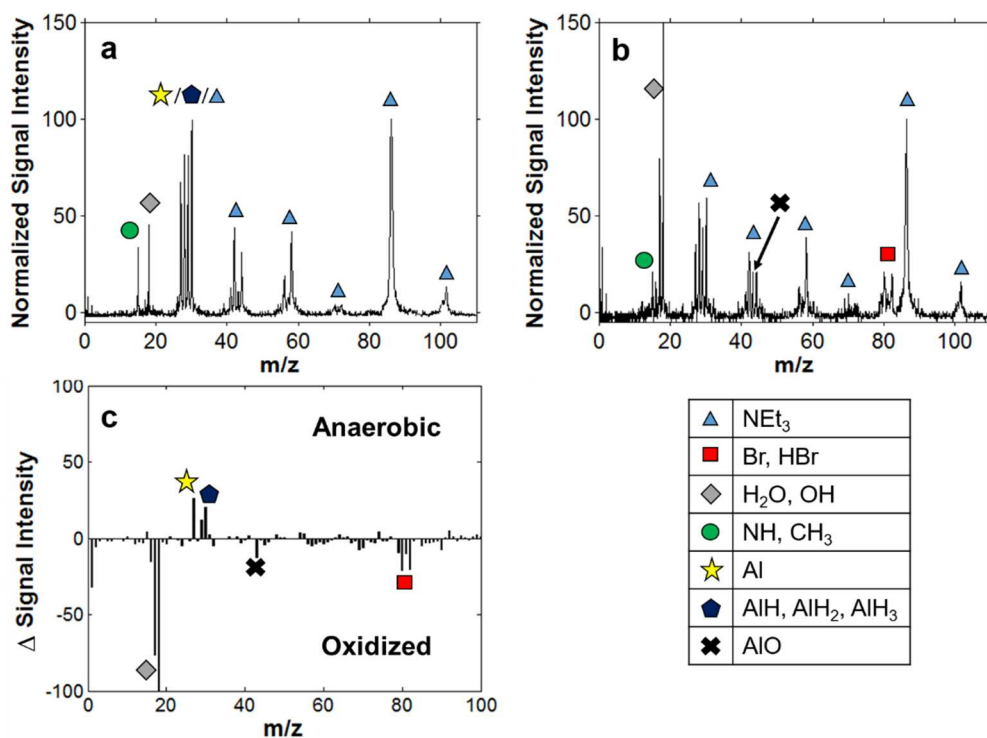 a
Normalized Signal Intensity
150
100
50
0
/ /
0 20 40 60 80 100
m/z
b
Normalized Signal Intensity
150
100
50
0
0 20 40 60 80 100
m/z
c
Δ Signal Intensity
100
50
0
-50
-100
Anaerobic
Oxidized
0 20 40 60 80 100
m/z
NEt₃
Br, HBr
H₂O, OH
NH, CH₃
Al
AlH, AlH₂, AlH₃
AlO